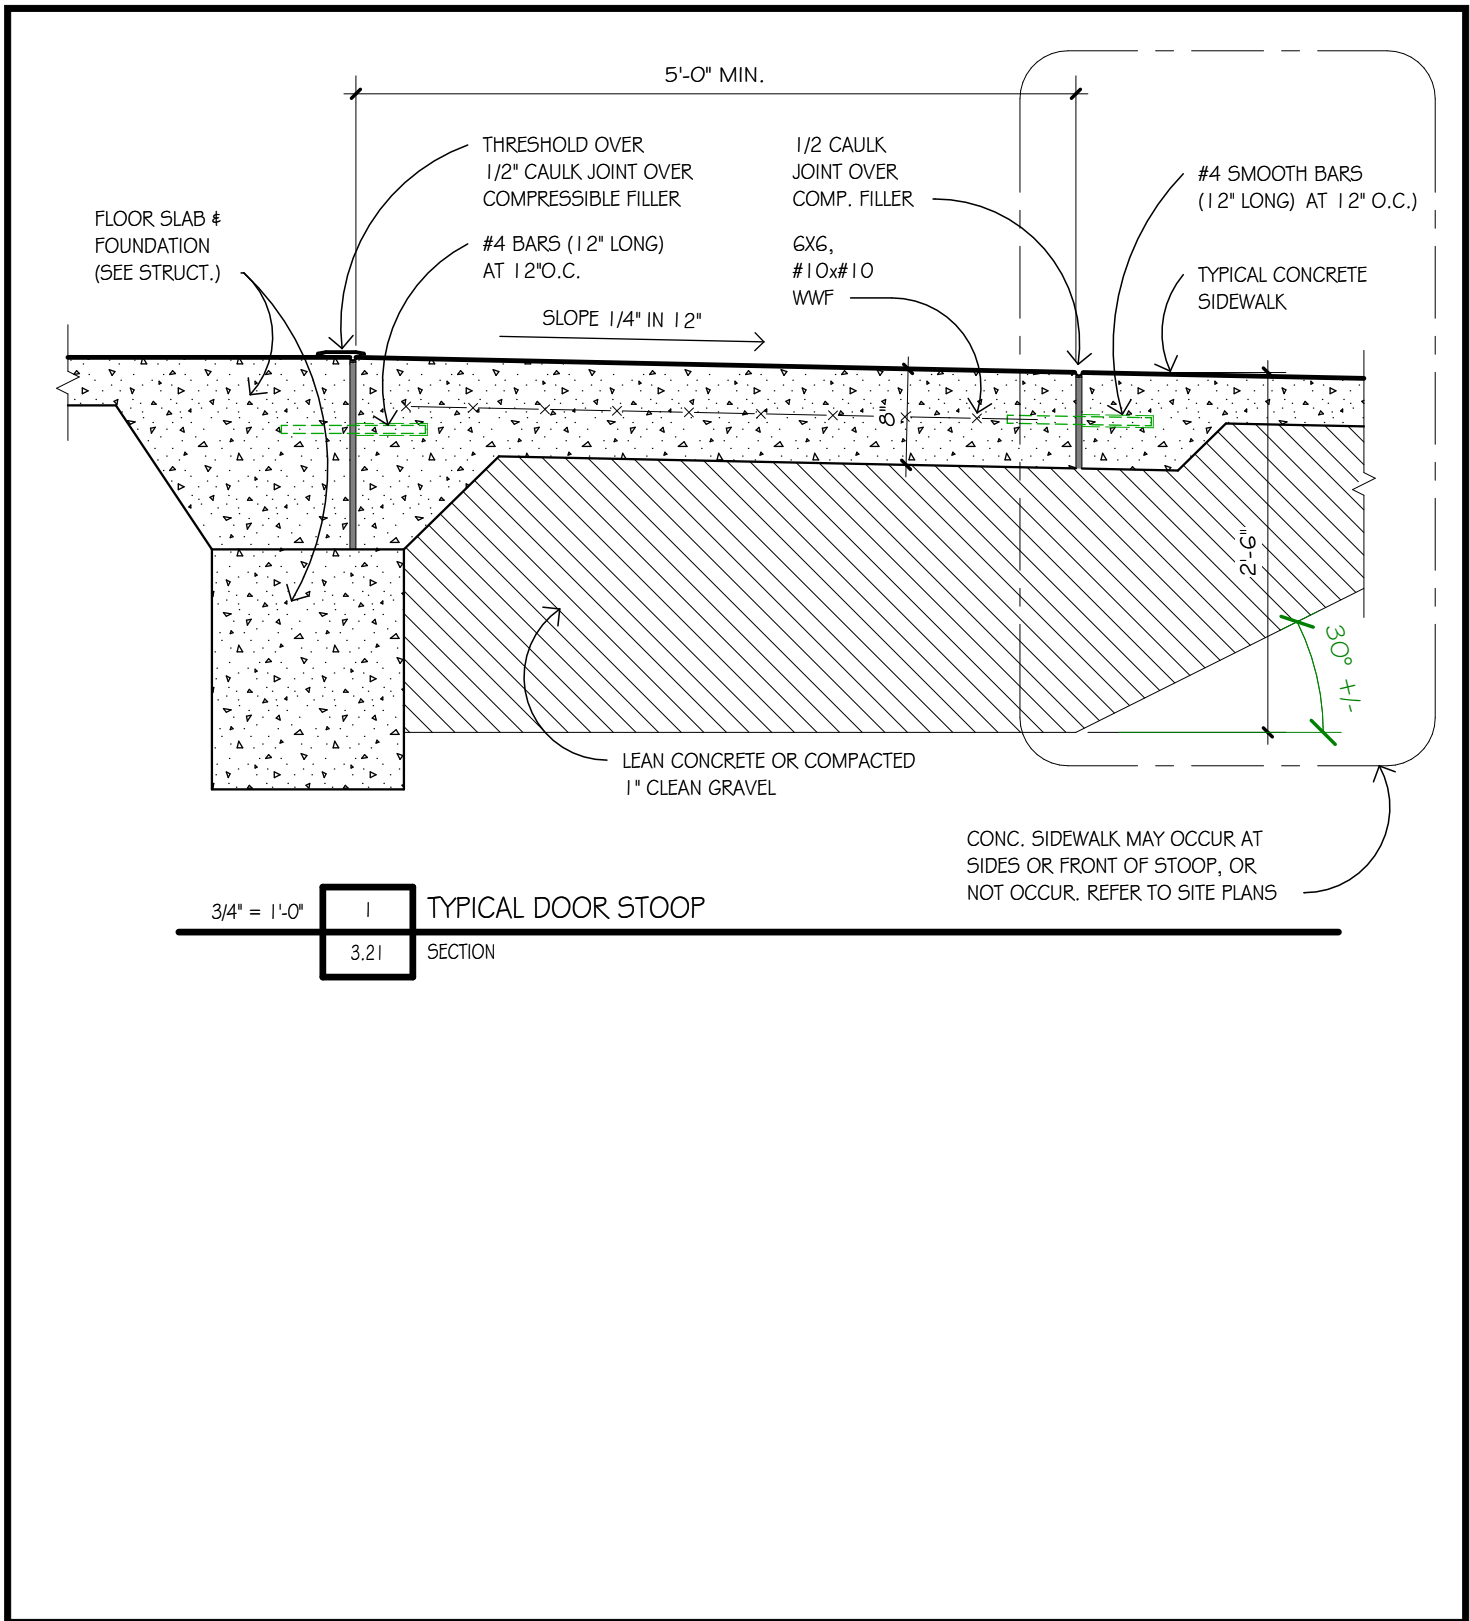 5'-0" MIN.
THRESHOLD OVER
1/2" CAULK JOINT OVER
COMPRESSIBLE FILLER
1/2 CAULK
JOINT OVER
COMP. FILLER
#4 SMOOTH BARS
(12" LONG) AT 12" O.C.)
FLOOR SLAB &
FOUNDATION
(SEE STRUCT.)
#4 BARS (12" LONG)
AT 12"O.C.
6X6,
#10x#10
WWF
TYPICAL CONCRETE
SIDEWALK
SLOPE 1/4" IN 12"
8"
2'-6"
30° +/-
LEAN CONCRETE OR COMPACTED
1" CLEAN GRAVEL
CONC. SIDEWALK MAY OCCUR AT
SIDES OR FRONT OF STOOP, OR
NOT OCCUR. REFER TO SITE PLANS
3/4" = 1'-0"
1
TYPICAL DOOR STOOP
3.21
SECTION